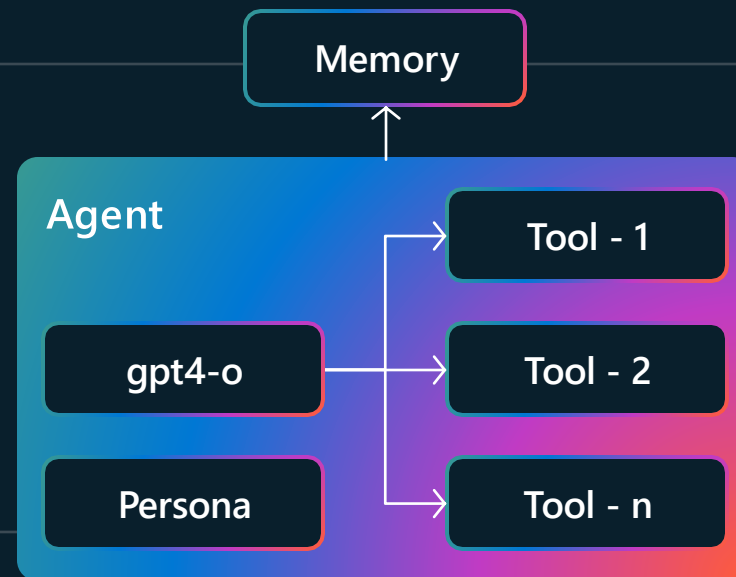 Memory
Agent
Tool - 1
gpt4-o
Tool - 2
Persona
Tool - n